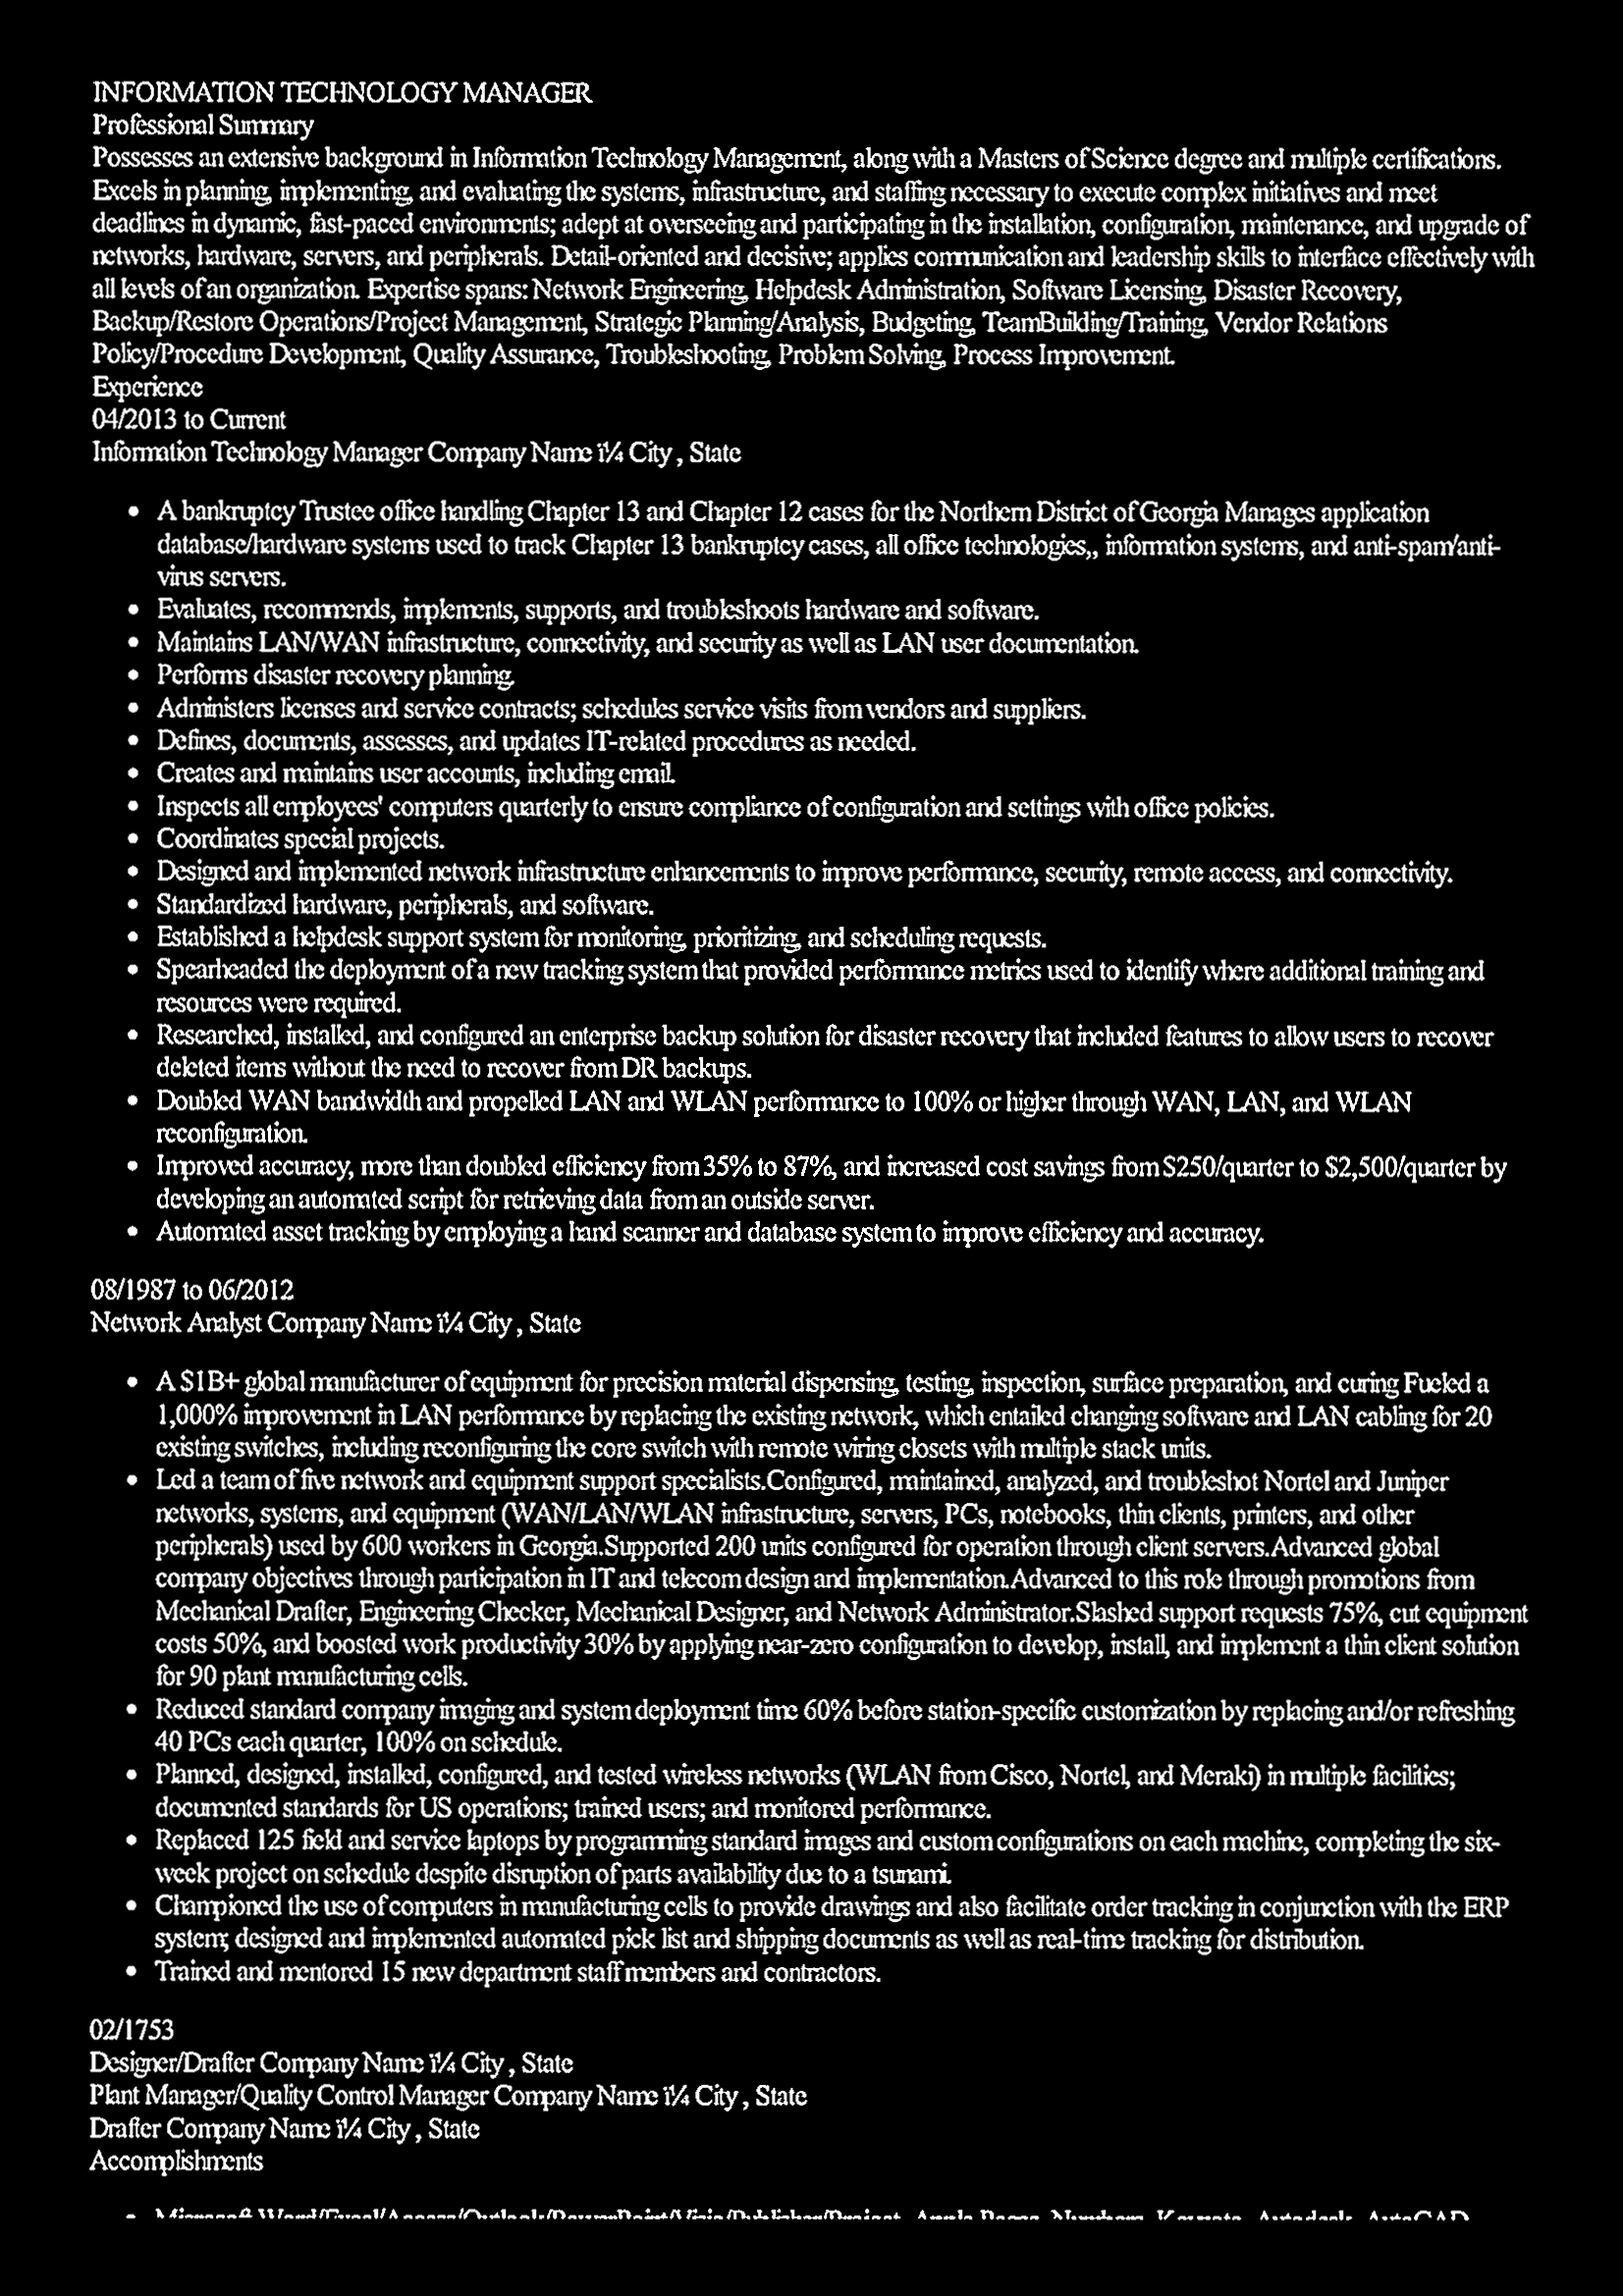 INFORMATION TECHNOLOGY MANAGER
Professional Summary
Possesses an extensive background in Information Technology Management, along with a Masters of Science degree and multiple certifications.
Excels in planning, implementing, and evaluating the systems, infrastructure, and staffing necessary to execute complex initiatives and meet
deadlines in dynamic, fast-paced environments; adept at overseeing and participating in the installation, configuration, maintenance, and upgrade of
networks, hardware, servers, and peripherals. Detail-oriented and decisive; applies communication and leadership skills to interface effectively with
all levels of an organization. Expertise spans: Network Engineering, Helpdesk Administration, Software Licensing, Disaster Recovery,
Backup/Restore Operations/Project Management, Strategic Planning/Analysis, Budgeting, TeamBuilding/Training, Vendor Relations
Policy/Procedure Development, Quality Assurance, Troubleshooting, Problem Solving, Process Improvement.
Experience
04/2013 to Current
Information Technology Manager Company Name ï¼ City , State
• A bankruptcy Trustee office handling Chapter 13 and Chapter 12 cases for the Northern District of Georgia Manages application
database/hardware systems used to track Chapter 13 bankruptcy cases, all office technologies,, information systems, and anti-spam/anti-
virus servers.
• Evaluates, recommends, implements, supports, and troubleshoots hardware and software.
• Maintains LAN/WAN infrastructure, connectivity, and security as well as LAN user documentation.
• Performs disaster recovery planning.
• Administers licenses and service contracts; schedules service visits from vendors and suppliers.
• Defines, documents, assesses, and updates IT-related procedures as needed.
• Creates and maintains user accounts, including email.
• Inspects all employees' computers quarterly to ensure compliance of configuration and settings with office policies.
• Coordinates special projects.
• Designed and implemented network infrastructure enhancements to improve performance, security, remote access, and connectivity.
• Standardized hardware, peripherals, and software.
• Established a helpdesk support system for monitoring, prioritizing, and scheduling requests.
• Spearheaded the deployment of a new tracking system that provided performance metrics used to identify where additional training and
resources were required.
• Researched, installed, and configured an enterprise backup solution for disaster recovery that included features to allow users to recover
deleted items without the need to recover from DR backups.
• Doubled WAN bandwidth and propelled LAN and WLAN performance to 100% or higher through WAN, LAN, and WLAN
reconfiguration.
• Improved accuracy, more than doubled efficiency from 35% to 87%, and increased cost savings from $250/quarter to $2,500/quarter by
developing an automated script for retrieving data from an outside server.
• Automated asset tracking by employing a hand scanner and database system to improve efficiency and accuracy.
08/1987 to 06/2012
Network Analyst Company Name ï¼ City , State
• A $1B+ global manufacturer of equipment for precision material dispensing, testing, inspection, surface preparation, and curing Fueled a
1,000% improvement in LAN performance by replacing the existing network, which entailed changing software and LAN cabling for 20
existing switches, including reconfiguring the core switch with remote wiring closets with multiple stack units.
• Led a team of five network and equipment support specialists.Configured, maintained, analyzed, and troubleshot Nortel and Juniper
networks, systems, and equipment (WAN/LAN/WLAN infrastructure, servers, PCs, notebooks, thin clients, printers, and other
peripherals) used by 600 workers in Georgia.Supported 200 units configured for operation through client servers.Advanced global
company objectives through participation in IT and telecom design and implementation.Advanced to this role through promotions from
Mechanical Drafter, Engineering Checker, Mechanical Designer, and Network Administrator.Slashed support requests 75%, cut equipment
costs 50%, and boosted work productivity 30% by applying near-zero configuration to develop, install, and implement a thin client solution
for 90 plant manufacturing cells.
• Reduced standard company imaging and system deployment time 60% before station-specific customization by replacing and/or refreshing
40 PCs each quarter, 100% on schedule.
• Planned, designed, installed, configured, and tested wireless networks (WLAN from Cisco, Nortel, and Meraki) in multiple facilities;
documented standards for US operations; trained users; and monitored performance.
• Replaced 125 field and service laptops by programming standard images and custom configurations on each machine, completing the six-
week project on schedule despite disruption of parts availability due to a tsunami.
• Championed the use of computers in manufacturing cells to provide drawings and also facilitate order tracking in conjunction with the ERP
system; designed and implemented automated pick list and shipping documents as well as real-time tracking for distribution.
• Trained and mentored 15 new department staff members and contractors.
02/1753
Designer/Drafter Company Name ï¼ City , State
Plant Manager/Quality Control Manager Company Name ï¼ City , State
Drafter Company Name ï¼ City , State
Accomplishments